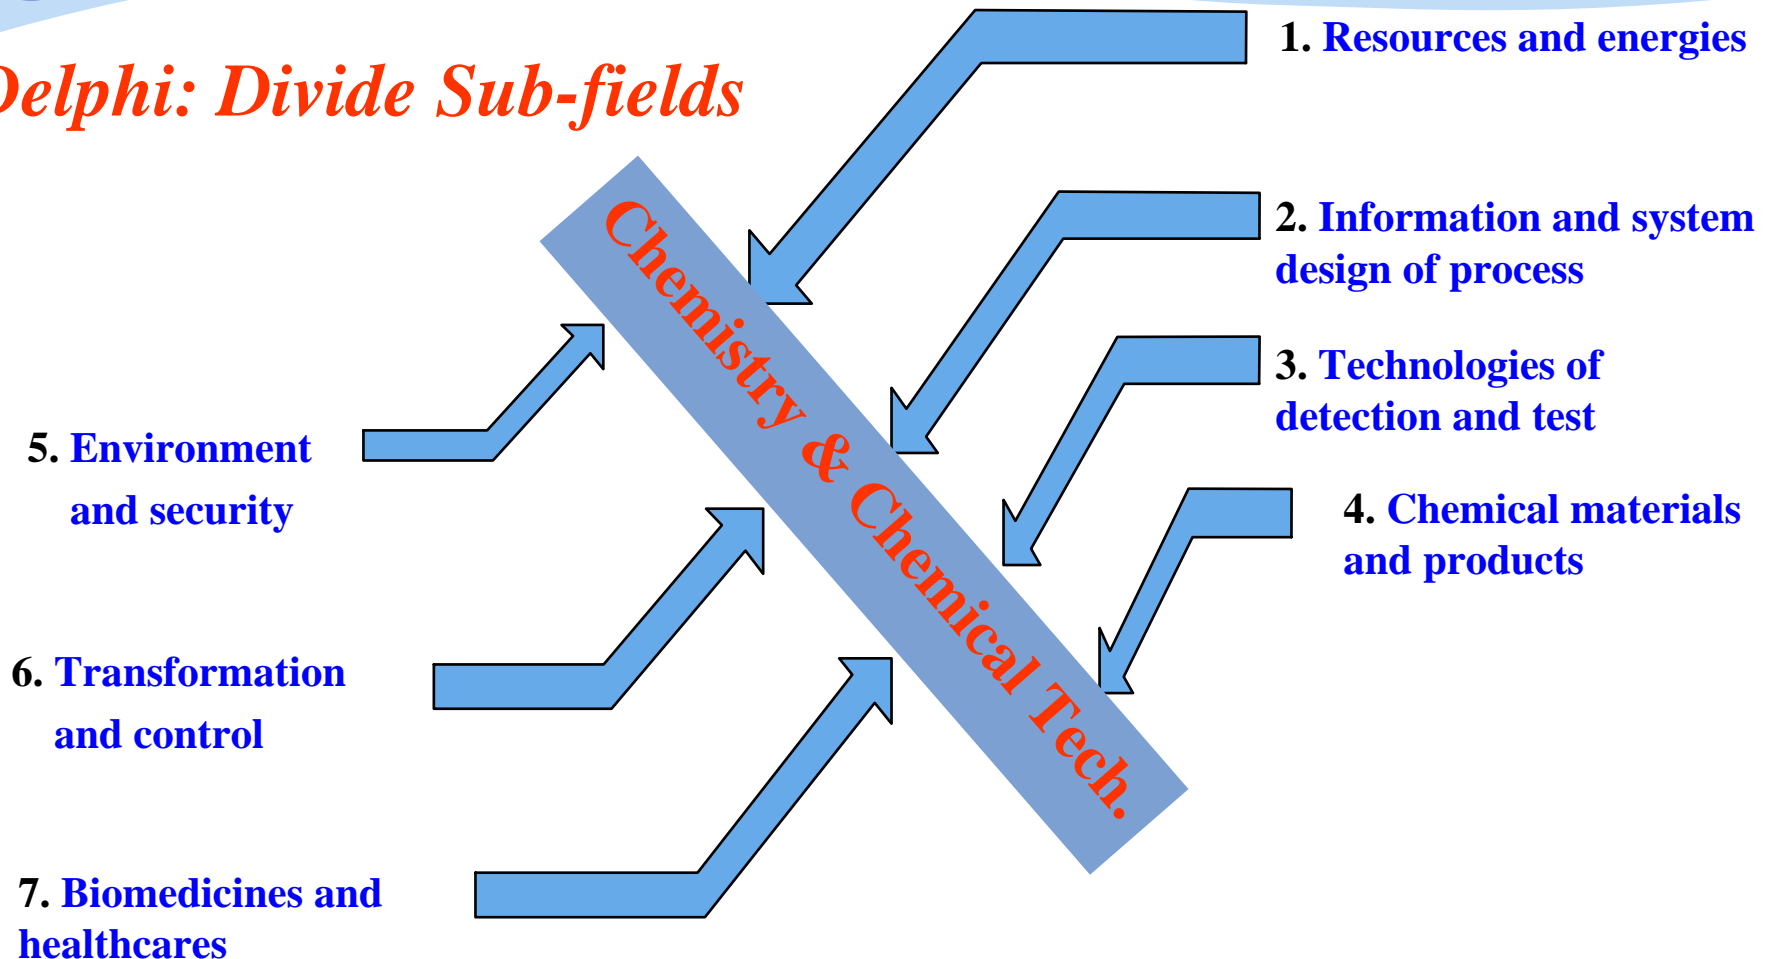 Delphi: Divide Sub-fields
1. Resources and energies
2. Information and system
design of process
3. Technologies of
detection and test
4. Chemical materials
and products
Chemistry & Chemical Tech.
5. Environment
and security
6. Transformation
and control
7. Biomedicines and
healthcares